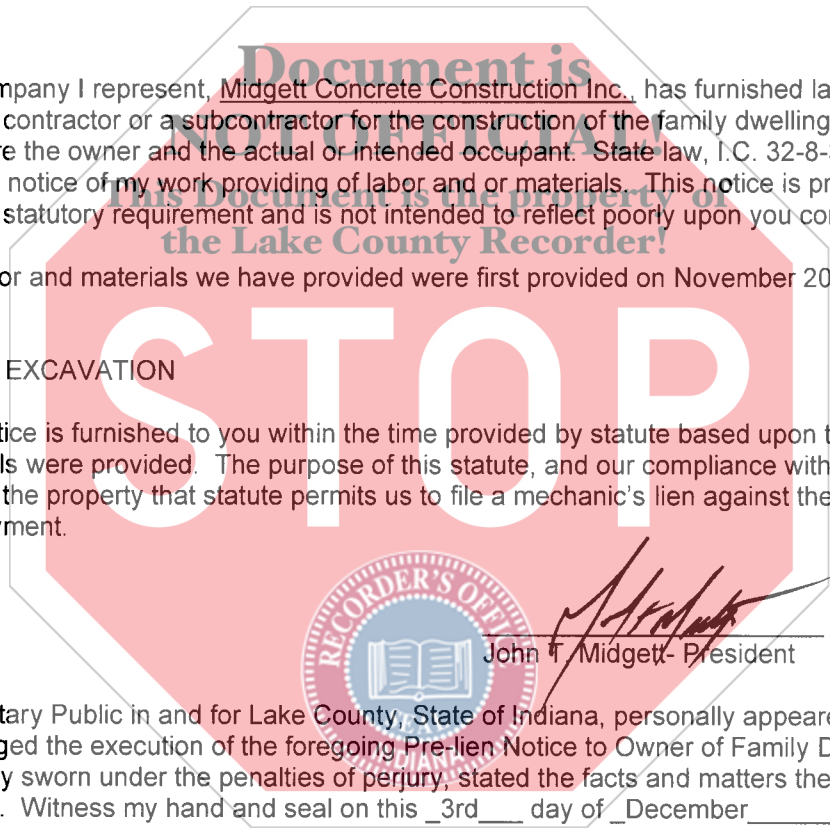 Document is
mpany I represent, Midgett Concrete Construction Inc., has furnished la
contractor or a subcontractor for the construction of the family dwelling
NOT OFFICIAL!
re the owner and the actual or intended occupant. State law, I.C. 32-8-
notice of my work providing of labor and or materials. This notice is pr
This Document is the property of
statutory requirement and is not intended to reflect poorly upon you
the Lake County Recorder!
or and materials we have provided were first provided on November 20
STOP
EXCAVATION
tice is furnished to you within the time provided by statute based upon t
ls were provided. The purpose of this statute, and our compliance with
the property that statute permits us to file a mechanic's lien against the
yment.
RECORDER'S OFFIC
John T. Midgett- President
tary Public in and for Lake County, State of Indiana, personally appeare
INDIANA
ged the execution of the foregoing Pre-lien Notice to Owner of Family D
y sworn under the penalties of perjury, stated the facts and matters the
. Witness my hand and seal on this _3rd___ day of _December______